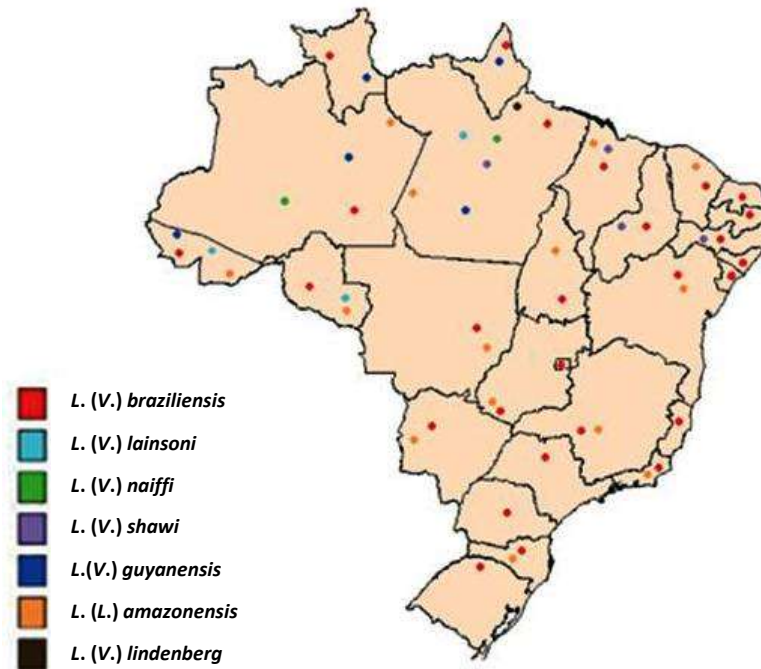 L. (V.) braziliensis
L. (V.) lainsoni
L. (V.) naiffi
L. (V.) shawi
L.(V.) guyanensis
L. (L.) amazonensis
L. (V.) lindenberg